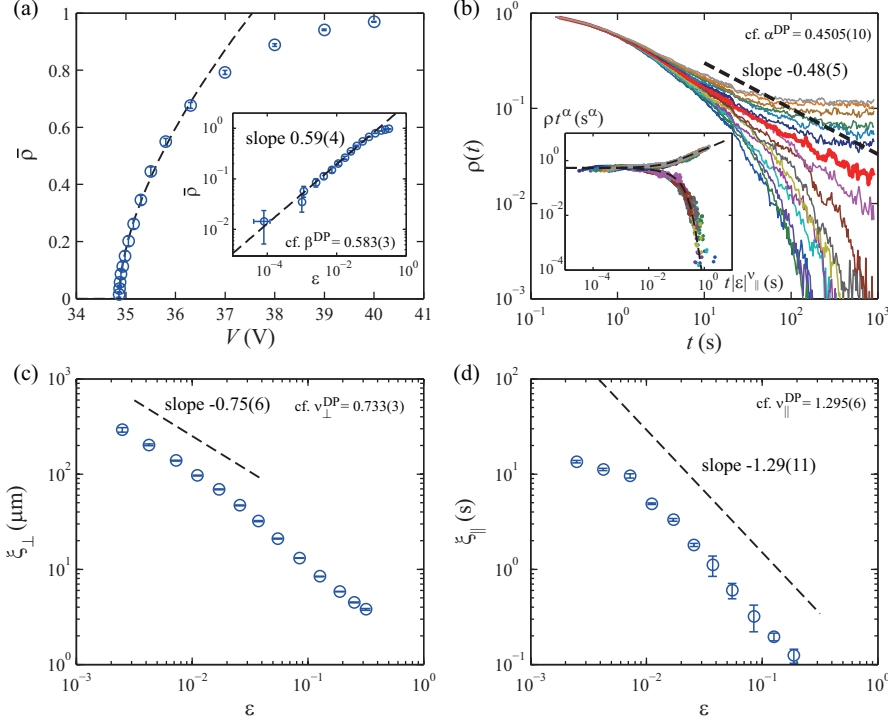 (a)
1
0.8
0.6
0.4
0.2
0
ρ̄
34 35 36 37 38 39 40 41
V (V)
slope 0.59(4)
cf. β^DP = 0.583(3)
10^0
10^-1
10^-2
ρ̄
10^-4 10^-2 10^0
ε
(b)
10^0
10^-1
10^-2
10^-3
ρ(t)
10^-1 10^0 10^1 10^2 10^3
t (s)
cf. α^DP = 0.4505(10)
slope -0.48(5)
ρ t^α (s^α)
10^2
10^0
10^-2
10^-4
10^-4 10^-2 10^0 10^2
t|ε|^ν∥ (s)
(c)
10^3
10^2
10^1
10^0
ξ⊥ (μm)
10^-3 10^-2 10^-1 10^0
ε
slope -0.75(6)
cf. ν⊥^DP = 0.733(3)
(d)
10^2
10^1
10^0
10^-1
ξ∥ (s)
10^-3 10^-2 10^-1 10^0
ε
cf. ν∥^DP = 1.295(6)
slope -1.29(11)